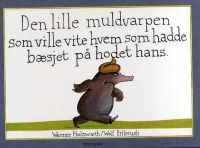 Den lille muldvarpen
som ville vite hvem som hadde
bæsjet på hodet hans.
Werner Holzwarth/Wolf Erlbruch